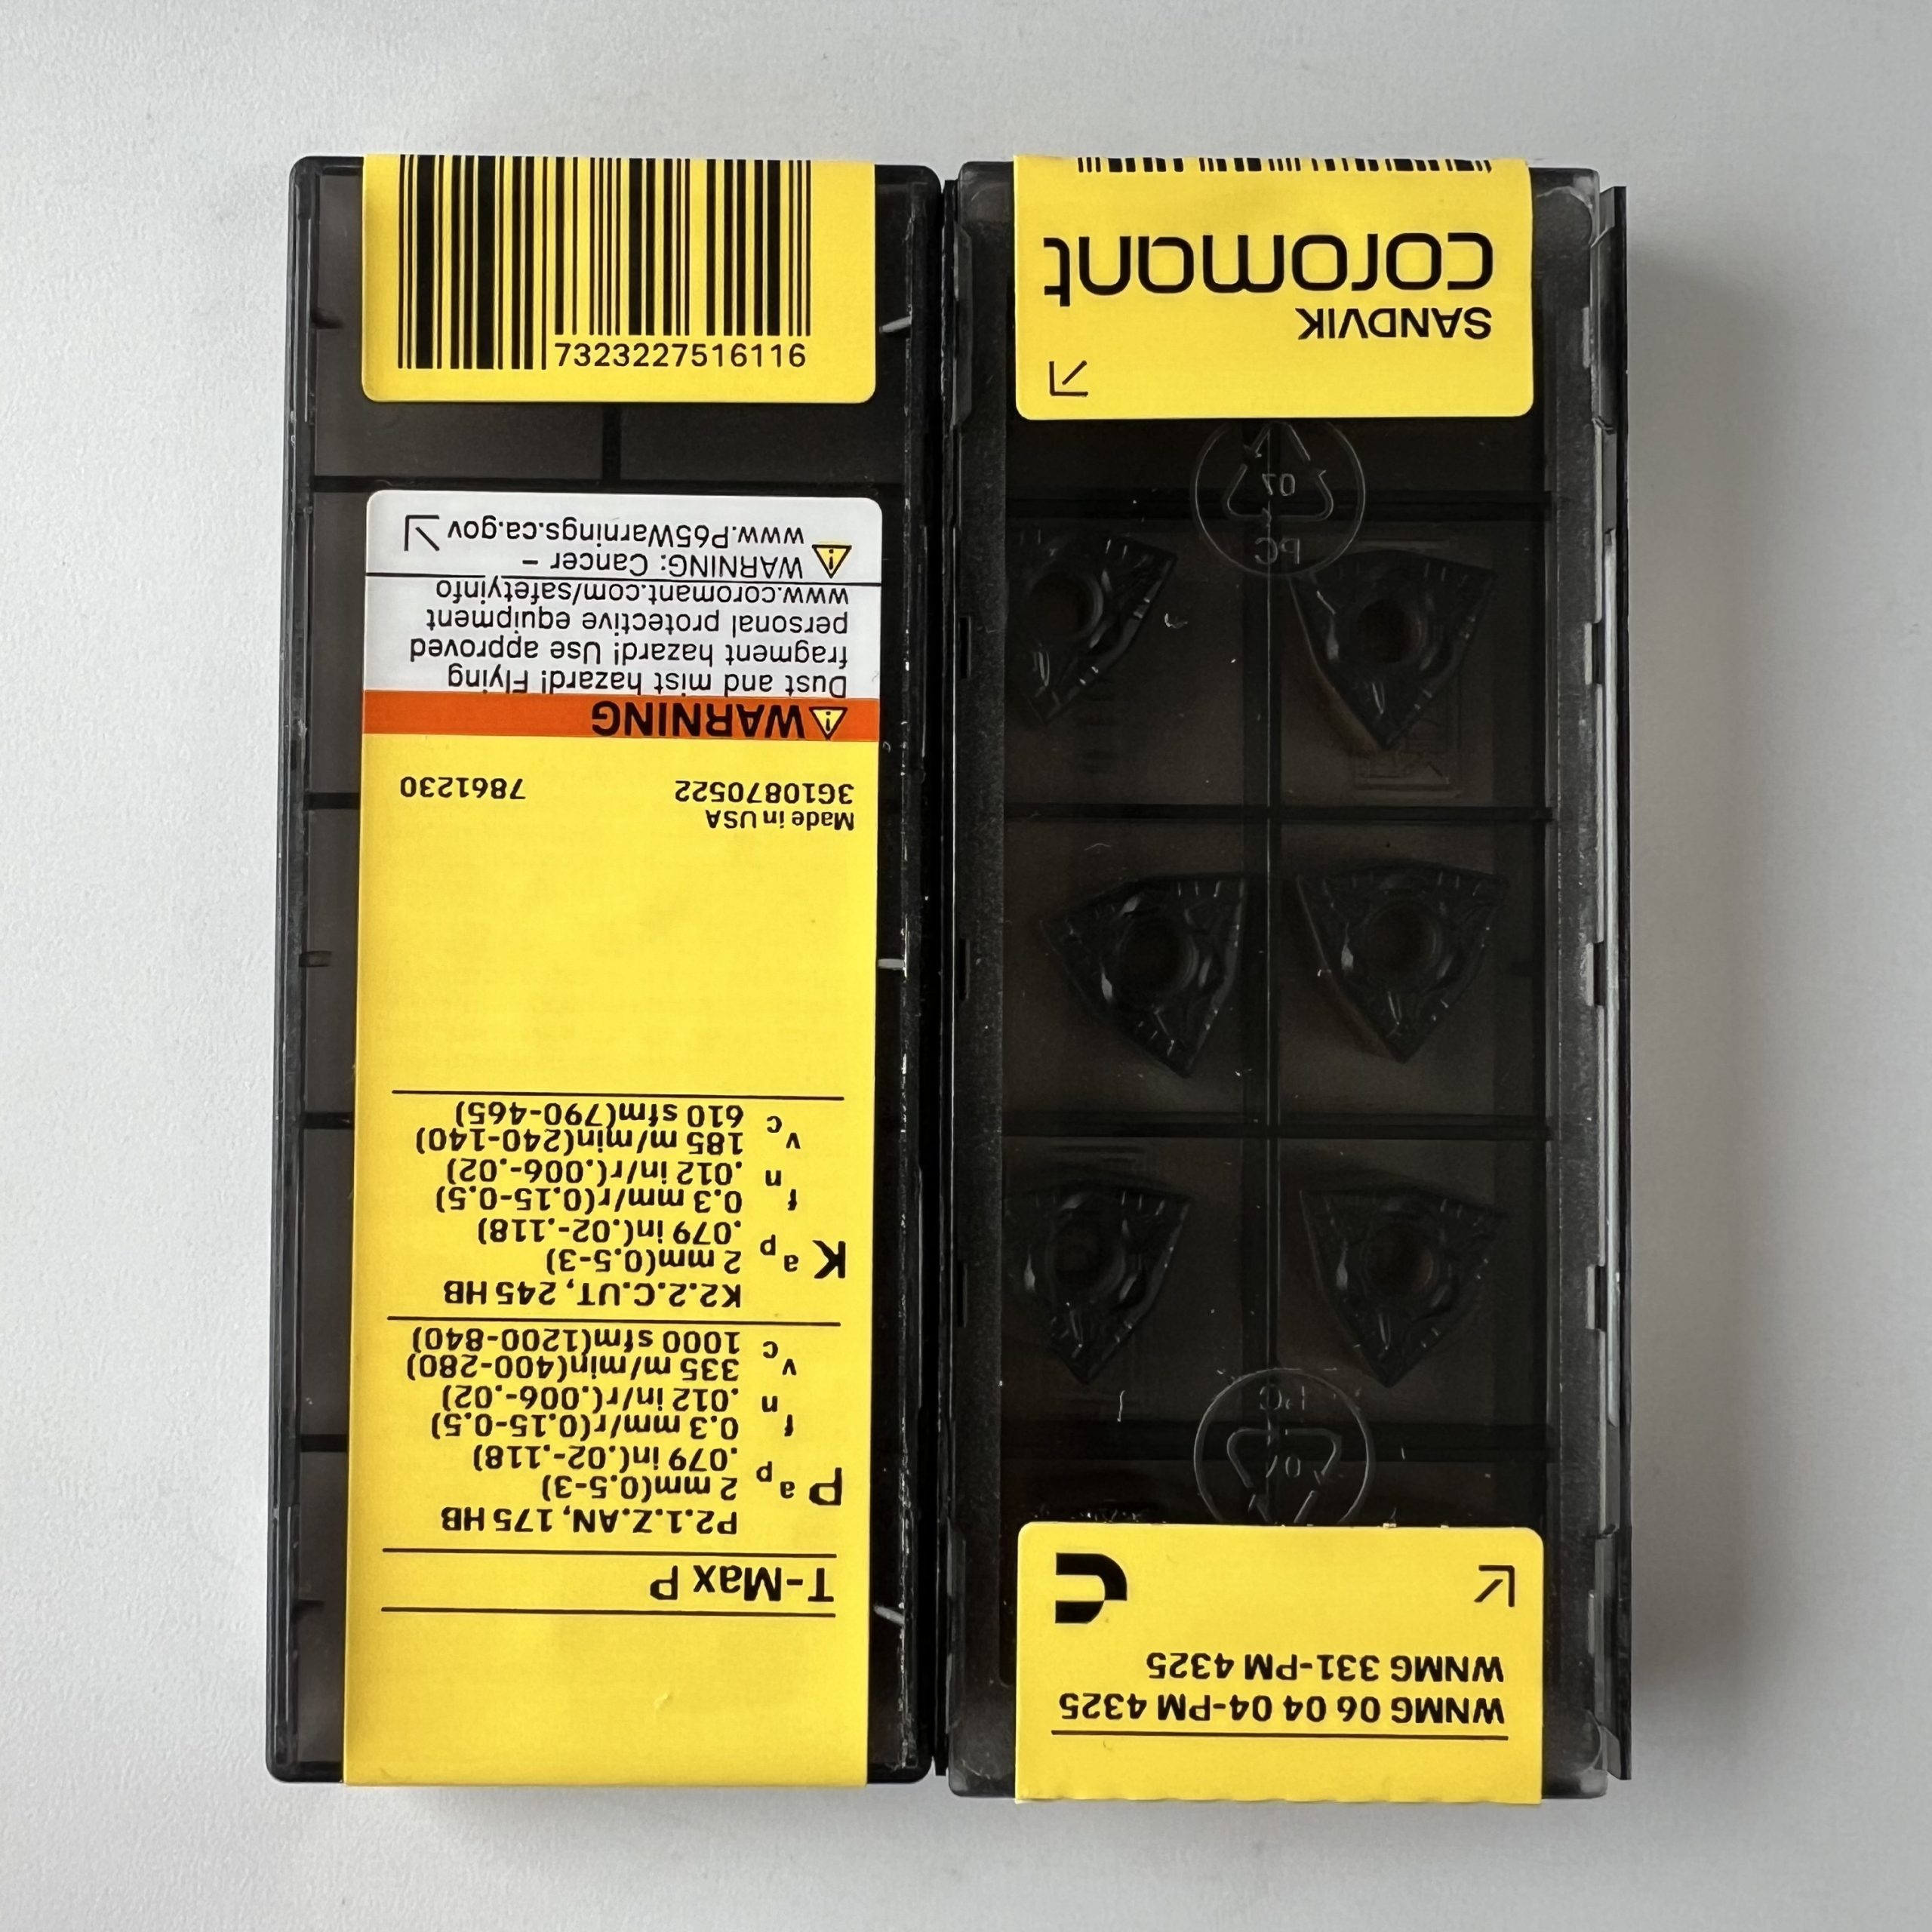 SANDVIK
coromant
WNMG 06 04 04-PM 4325
WNMG 331-PM 4325
PC
07
PC
07
T-Max P
P2.1.Z.AN, 175 HB
P ap 2 mm(0.5-3)
.079 in(.02-.118)
fn 0.3 mm/r(0.15-0.5)
.012 in/r(.006-.02)
vc 335 m/min(400-280)
1000 sfm(1200-840)
K2.2.C.UT, 245 HB
K ap 2 mm(0.5-3)
.079 in(.02-.118)
fn 0.3 mm/r(0.15-0.5)
.012 in/r(.006-.02)
vc 185 m/min(240-140)
610 sfm(790-465)
Made in USA
3G10870522 7861230
WARNING
Dust and mist hazard! Flying
fragment hazard! Use approved
personal protective equipment
www.coromant.com/safetyinfo
WARNING: Cancer –
www.P65Warnings.ca.gov
7323227516116